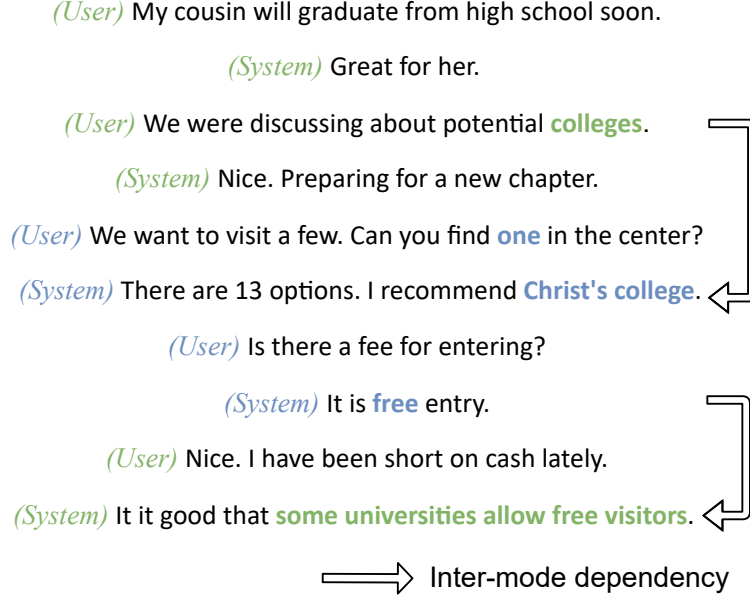 (User) My cousin will graduate from high school soon.
(System) Great for her.
(User) We were discussing about potential colleges.
(System) Nice. Preparing for a new chapter.
(User) We want to visit a few. Can you find one in the center?
(System) There are 13 options. I recommend Christ's college.
(User) Is there a fee for entering?
(System) It is free entry.
(User) Nice. I have been short on cash lately.
(System) It it good that some universities allow free visitors.
Inter-mode dependency